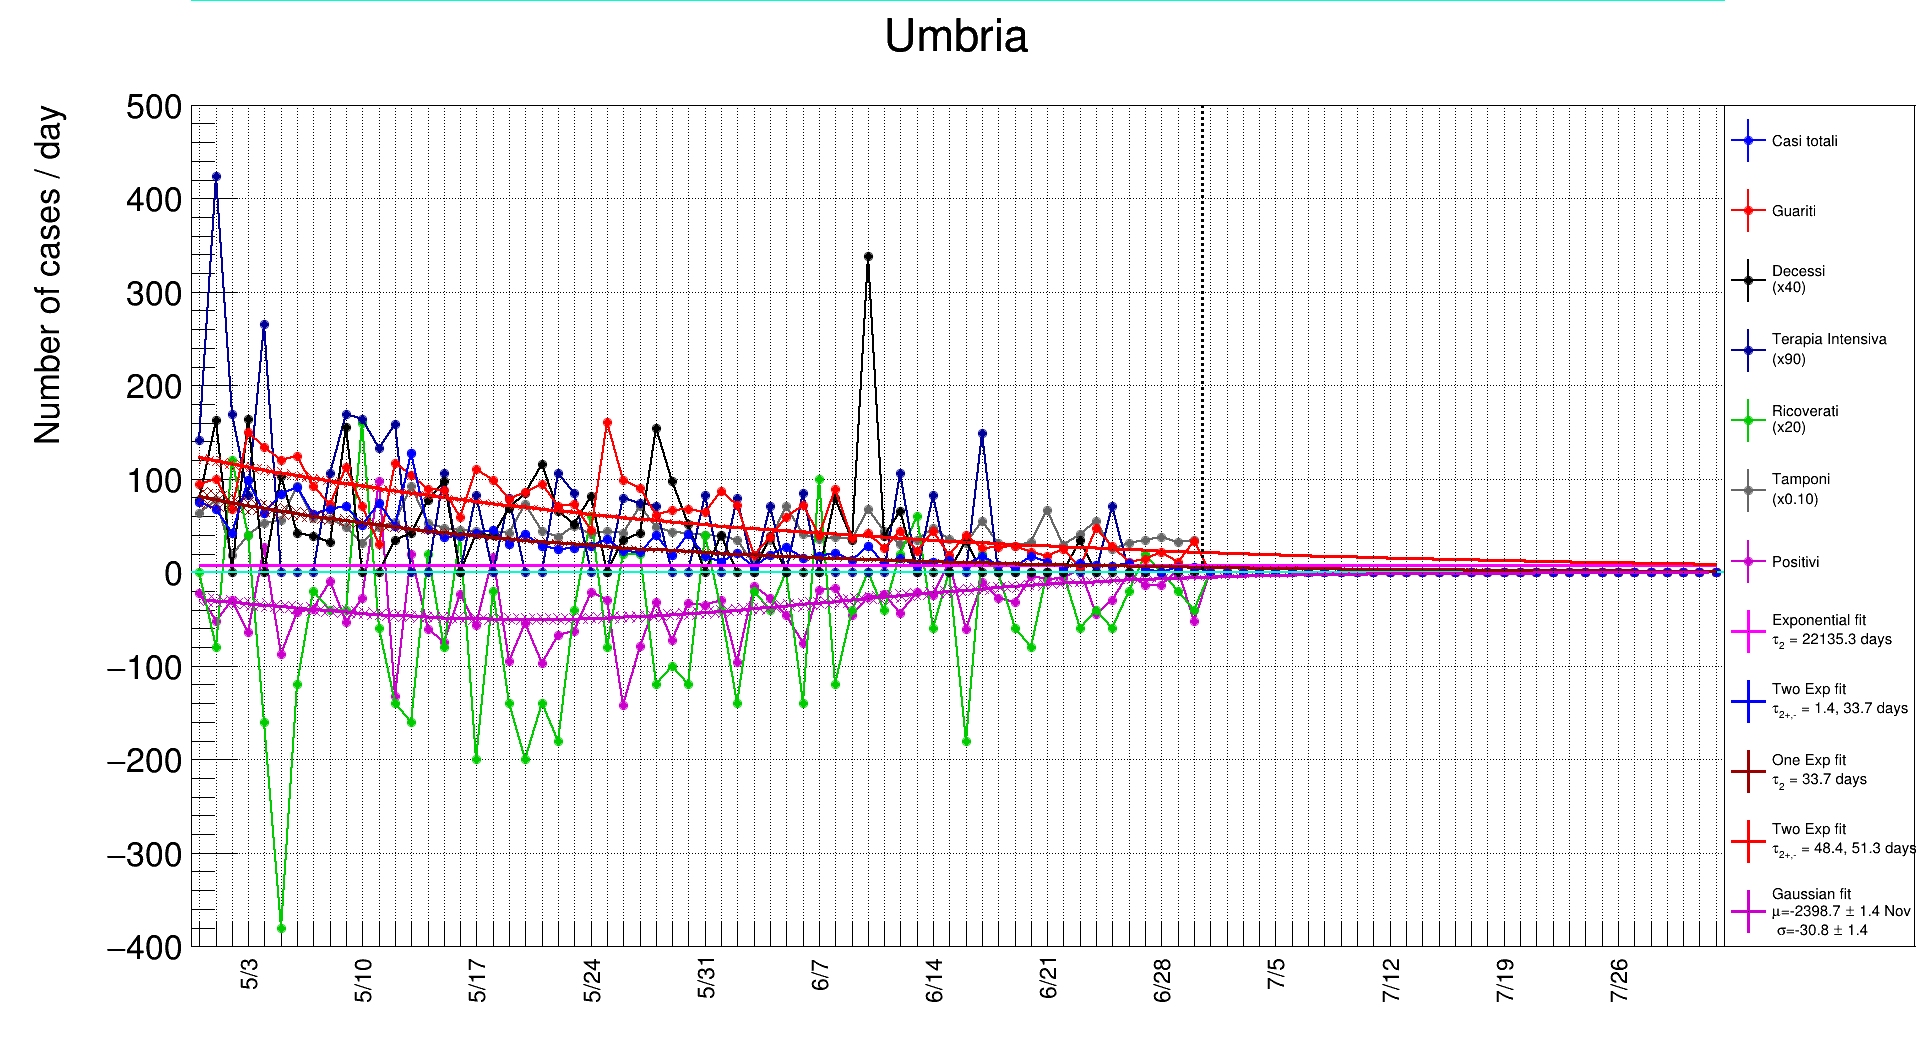 Umbria
Number of cases / day
500
400
300
200
100
0
−100
−200
−300
−400
5/3
5/10
5/17
5/24
5/31
6/7
6/14
6/21
6/28
7/5
7/12
7/19
7/26
Casi totali
Guariti
Decessi
(x40)
Terapia Intensiva
(x90)
Ricoverati
(x20)
Tamponi
(x0.10)
Positivi
Exponential fit
τ2 = 22135.3 days
Two Exp fit
τ2+,- = 1.4, 33.7 days
One Exp fit
τ2 = 33.7 days
Two Exp fit
τ2+,- = 48.4, 51.3 days
Gaussian fit
μ=-2398.7 ± 1.4 Nov
σ=-30.8 ± 1.4